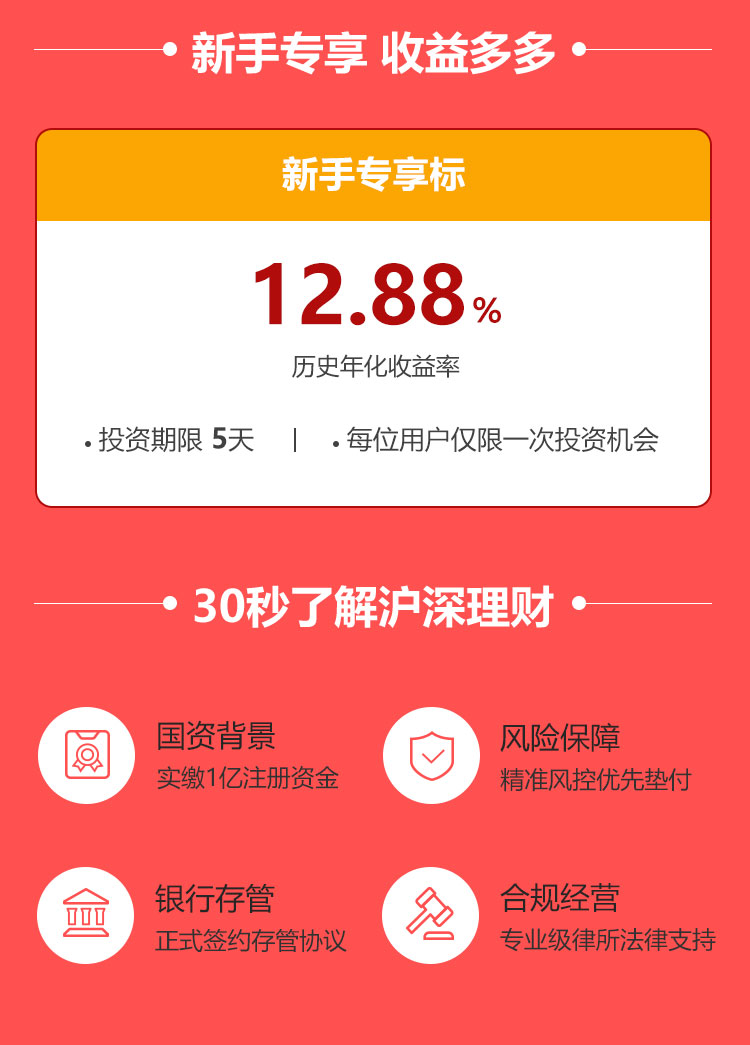 新手专享 收益多多
新手专享标
12.88%
历史年化收益率
• 投资期限 5天 | • 每位用户仅限一次投资机会
30秒了解沪深理财
国资背景
实缴1亿注册资金
风险保障
精准风控优先垫付
银行存管
正式签约存管协议
合规经营
专业级律所法律支持